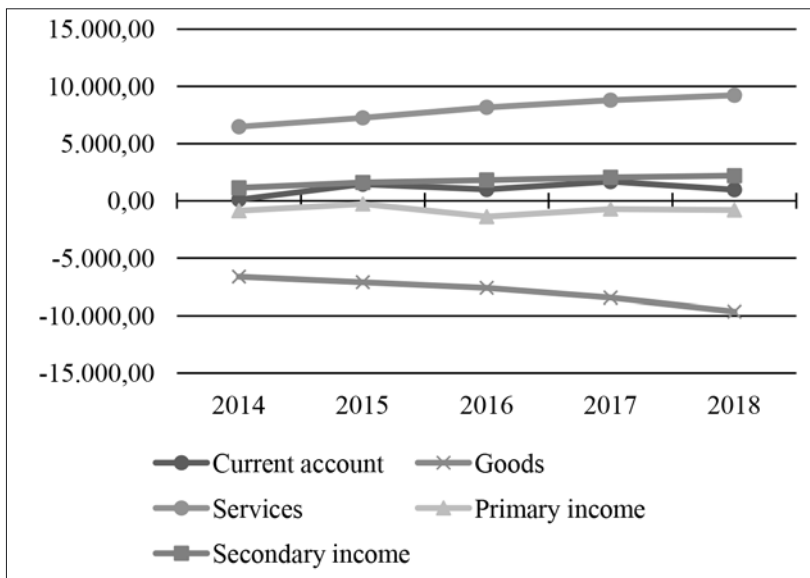 15.000,00
10.000,00
5.000,00
0,00
-5.000,00
-10.000,00
-15.000,00
2014 2015 2016 2017 2018
Current account Goods
Services Primary income
Secondary income